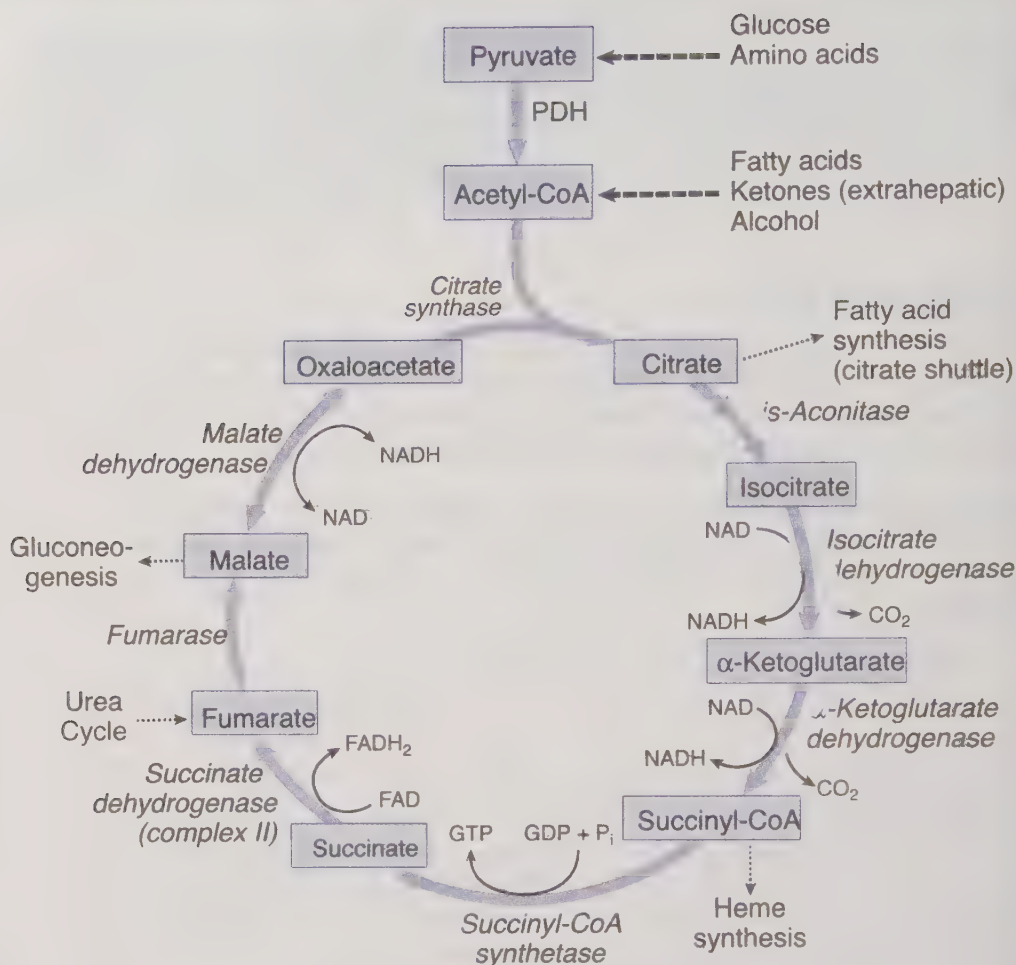 Glucose
Amino acids
Pyruvate
PDH
Fatty acids
Ketones (extrahepatic)
Alcohol
Acetyl-CoA
Citrate
synthase
Fatty acid
synthesis
(citrate shuttle)
Oxaloacetate
Citrate
's-Aconitase
Malate
dehydrogenase
NADH
NAD
Isocitrate
NAD
Isocitrate
dehydrogenase
NADH
CO₂
Gluconeo-
genesis
Malate
Fumarase
α-Ketoglutarate
NAD
α-Ketoglutarate
dehydrogenase
NADH
CO₂
Urea
Cycle
Fumarate
FADH₂
FAD
Succinate
dehydrogenase
(complex II)
Succinyl-CoA
GTP
GDP + Pᵢ
Succinate
Succinyl-CoA
synthetase
Heme
synthesis